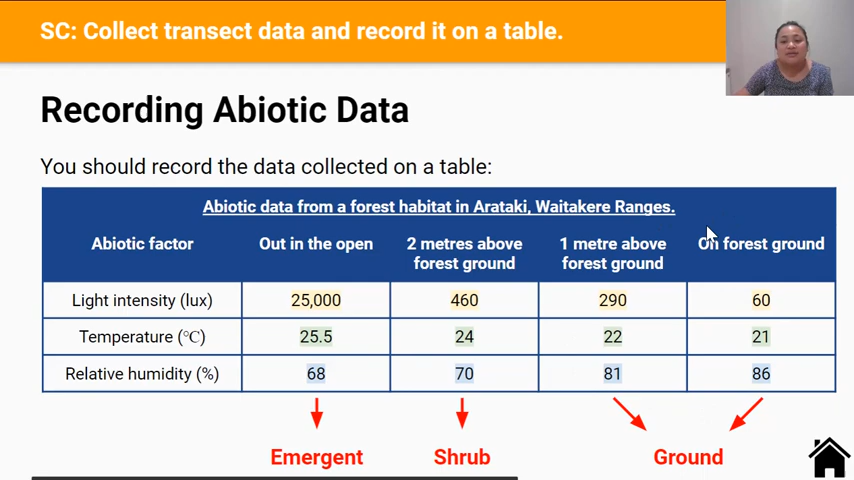 SC: Collect transect data and record it on a table.
Recording Abiotic Data
You should record the data collected on a table:
Abiotic data from a forest habitat in Arataki, Waitakere Ranges.
Abiotic factor
Out in the open
2 metres above
forest ground
1 metre above
forest ground
On forest ground
Light intensity (lux)
25,000
460
290
60
Temperature (℃)
25.5
24
22
21
Relative humidity (%)
68
70
81
86
Emergent
Shrub
Ground